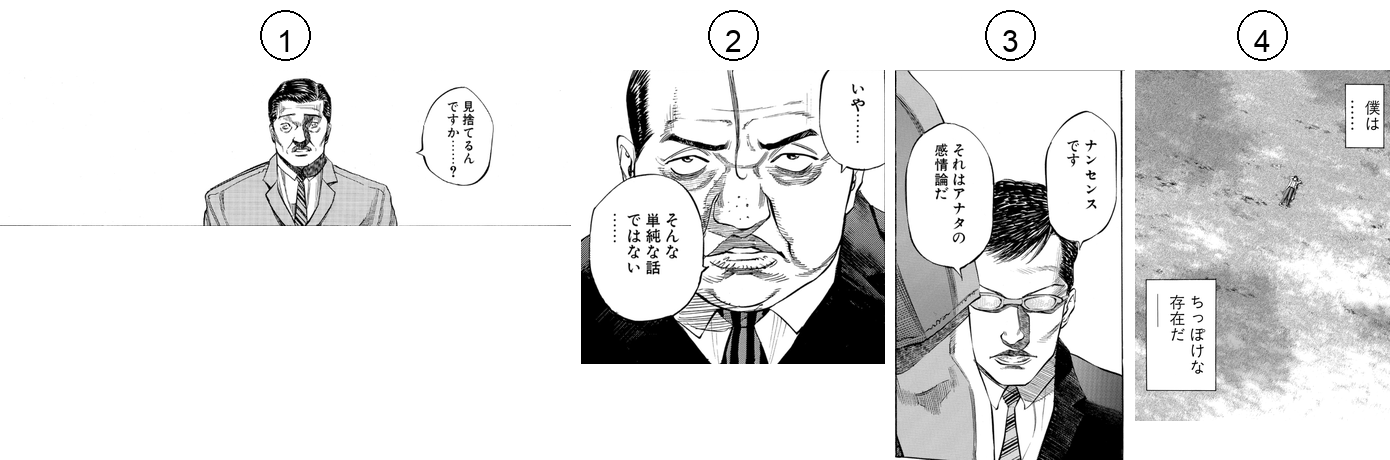 1
見捨てるん
ですか……?
2
いや……
そんな
単純な話
ではない
……
3
ナンセンス
です
それはアナタの
感情論だ
4
僕は
……
ちっぽけな
存在だ――